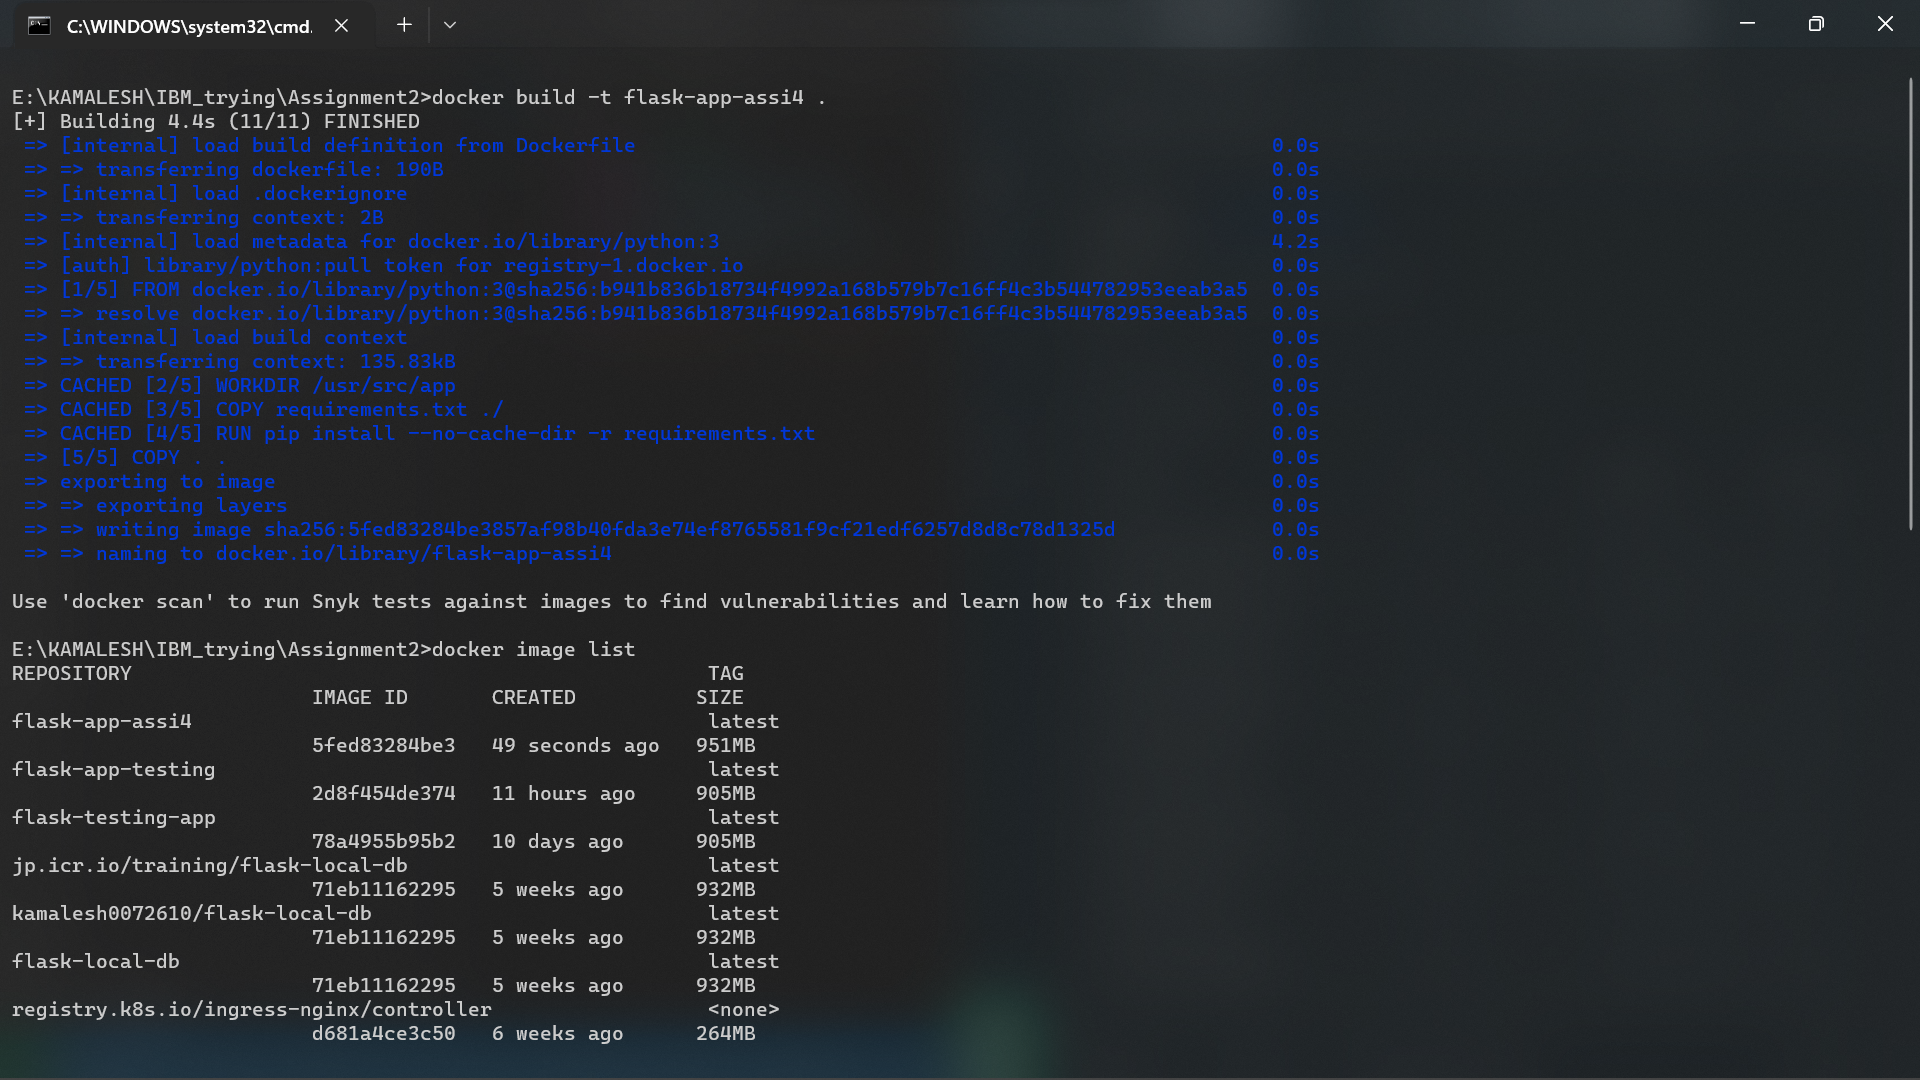 C:\WINDOWS\system32\cmd.
E:\KAMALESH\IBM_trying\Assignment2>docker build -t flask-app-assi4 .
[+] Building 4.4s (11/11) FINISHED
=> [internal] load build definition from Dockerfile 0.0s
=> => transferring dockerfile: 190B 0.0s
=> [internal] load .dockerignore 0.0s
=> => transferring context: 2B 0.0s
=> [internal] load metadata for docker.io/library/python:3 4.2s
=> [auth] library/python:pull token for registry-1.docker.io 0.0s
=> [1/5] FROM docker.io/library/python:3@sha256:b941b836b18734f4992a168b579b7c16ff4c3b544782953eeab3a5 0.0s
=> => resolve docker.io/library/python:3@sha256:b941b836b18734f4992a168b579b7c16ff4c3b544782953eeab3a5 0.0s
=> [internal] load build context 0.0s
=> => transferring context: 135.83kB 0.0s
=> CACHED [2/5] WORKDIR /usr/src/app 0.0s
=> CACHED [3/5] COPY requirements.txt ./ 0.0s
=> CACHED [4/5] RUN pip install --no-cache-dir -r requirements.txt 0.0s
=> [5/5] COPY . . 0.0s
=> exporting to image 0.0s
=> => exporting layers 0.0s
=> => writing image sha256:5fed83284be3857af98b40fda3e74ef8765581f9cf21edf6257d8d8c78d1325d 0.0s
=> => naming to docker.io/library/flask-app-assi4 0.0s
Use 'docker scan' to run Snyk tests against images to find vulnerabilities and learn how to fix them
E:\KAMALESH\IBM_trying\Assignment2>docker image list
REPOSITORY TAG
IMAGE ID CREATED SIZE
flask-app-assi4 latest
5fed83284be3 49 seconds ago 951MB
flask-app-testing latest
2d8f454de374 11 hours ago 905MB
flask-testing-app latest
78a4955b95b2 10 days ago 905MB
jp.icr.io/training/flask-local-db latest
71eb11162295 5 weeks ago 932MB
kamalesh0072610/flask-local-db latest
71eb11162295 5 weeks ago 932MB
flask-local-db latest
71eb11162295 5 weeks ago 932MB
registry.k8s.io/ingress-nginx/controller <none>
d681a4ce3c50 6 weeks ago 264MB